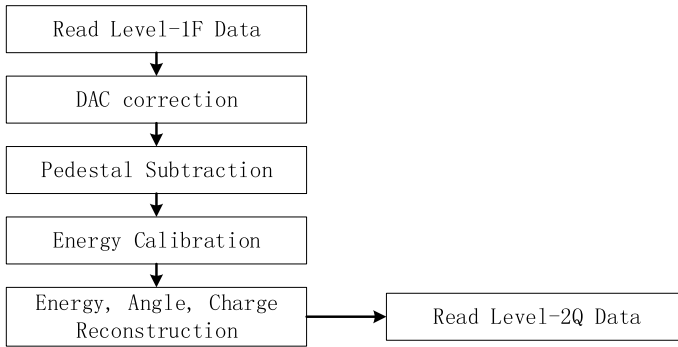 Read Level-1F Data
DAC correction
Pedestal Subtraction
Energy Calibration
Energy, Angle, Charge
Reconstruction
Read Level-2Q Data